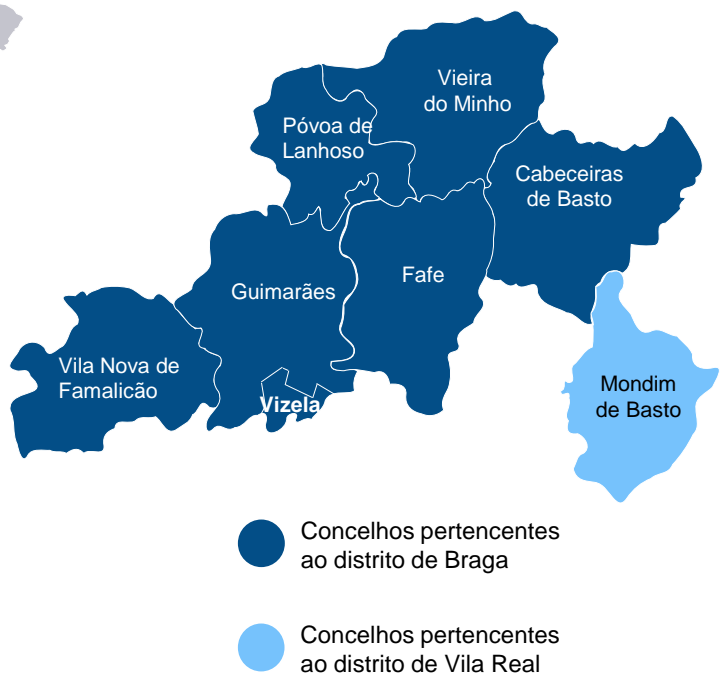 Vieira
do Minho
Póvoa de
Lanhoso
Cabeceiras
de Basto
Guimarães
Fafe
Vila Nova de
Famalicão
Vizela
Mondim
de Basto
Concelhos pertencentes
ao distrito de Braga
Concelhos pertencentes
ao distrito de Vila Real